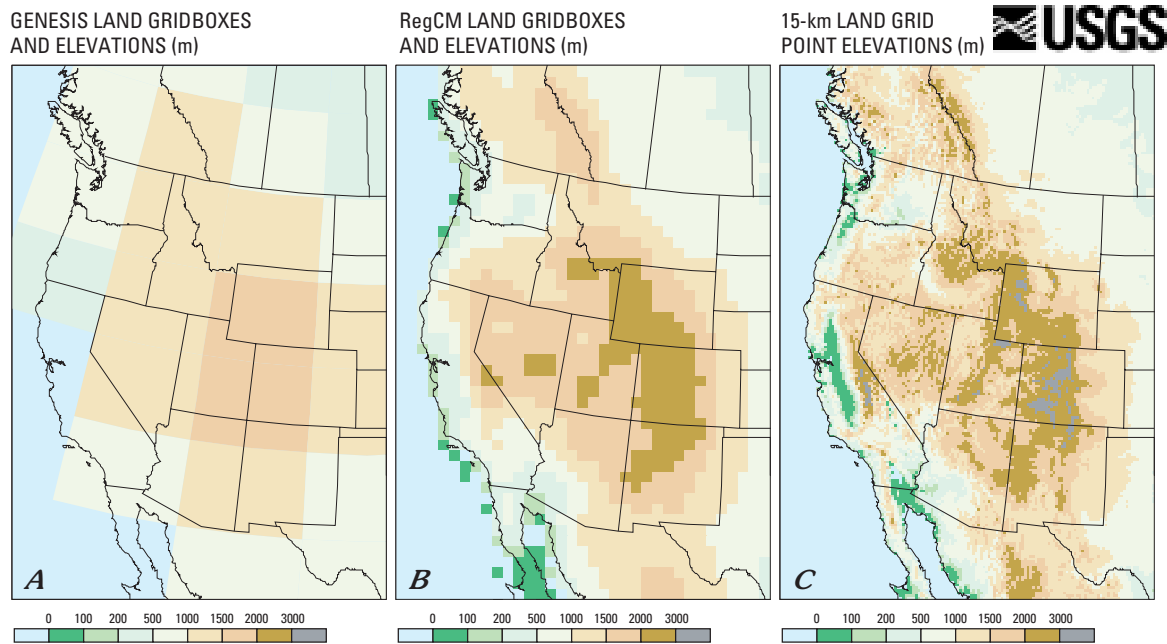 GENESIS LAND GRIDBOXES
AND ELEVATIONS (m)
RegCM LAND GRIDBOXES
AND ELEVATIONS (m)
15-km LAND GRID
POINT ELEVATIONS (m)
USGS
A
B
C
0 100 200 500 1000 1500 2000 3000
0 100 200 500 1000 1500 2000 3000
0 100 200 500 1000 1500 2000 3000